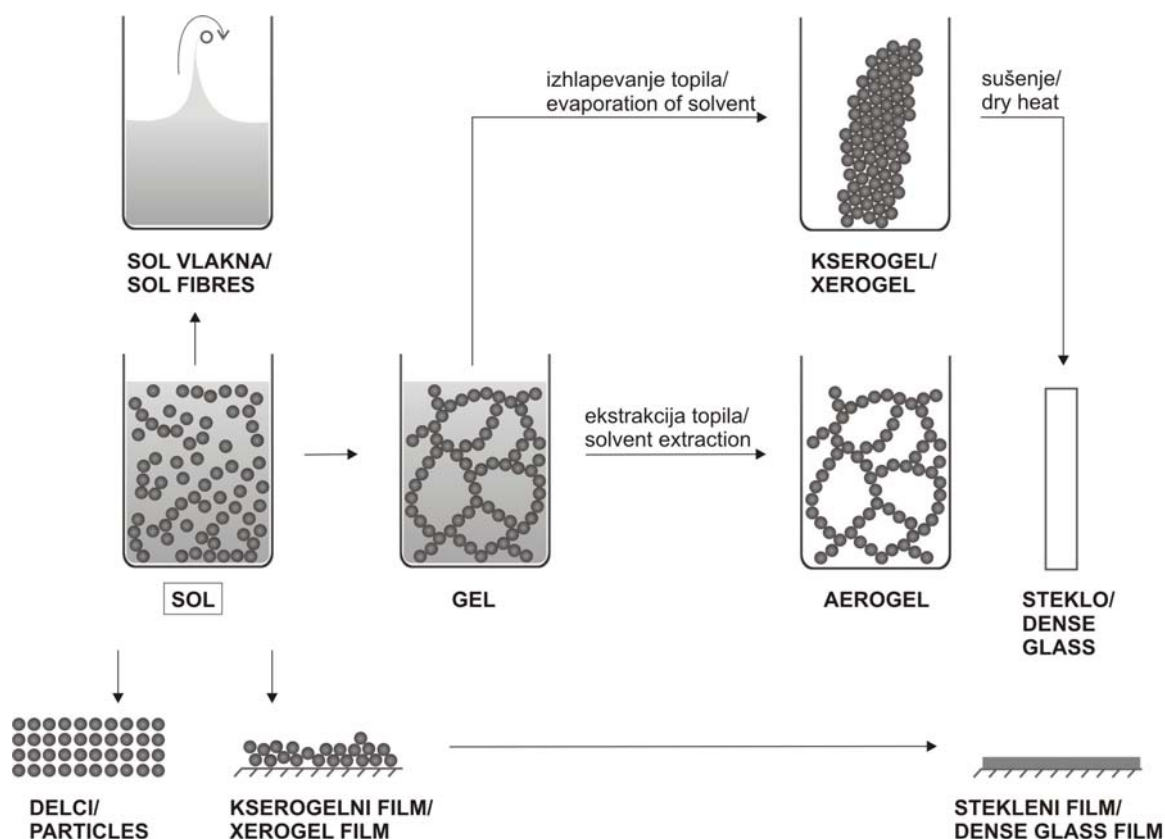 izhlapevanje topila/
evaporation of solvent
sušenje/
dry heat
SOL VLAKNA/
SOL FIBRES
KSEROGEL/
XEROGEL
ekstrakcija topila/
solvent extraction
SOL
GEL
AEROGEL
STEKLO/
DENSE
GLASS
DELCI/
PARTICLES
KSEROGELNI FILM/
XEROGEL FILM
STEKLENI FILM/
DENSE GLASS FILM